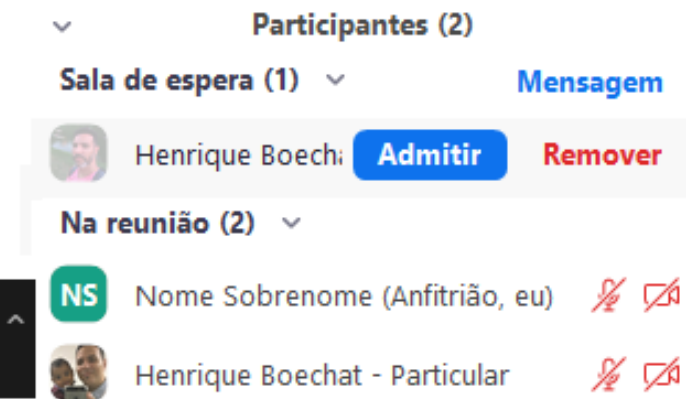 Participantes (2)
Sala de espera (1) Mensagem
Henrique Boech Admitir Remover
Na reunião (2)
NS Nome Sobrenome (Anfitrião, eu)
Henrique Boechat - Particular